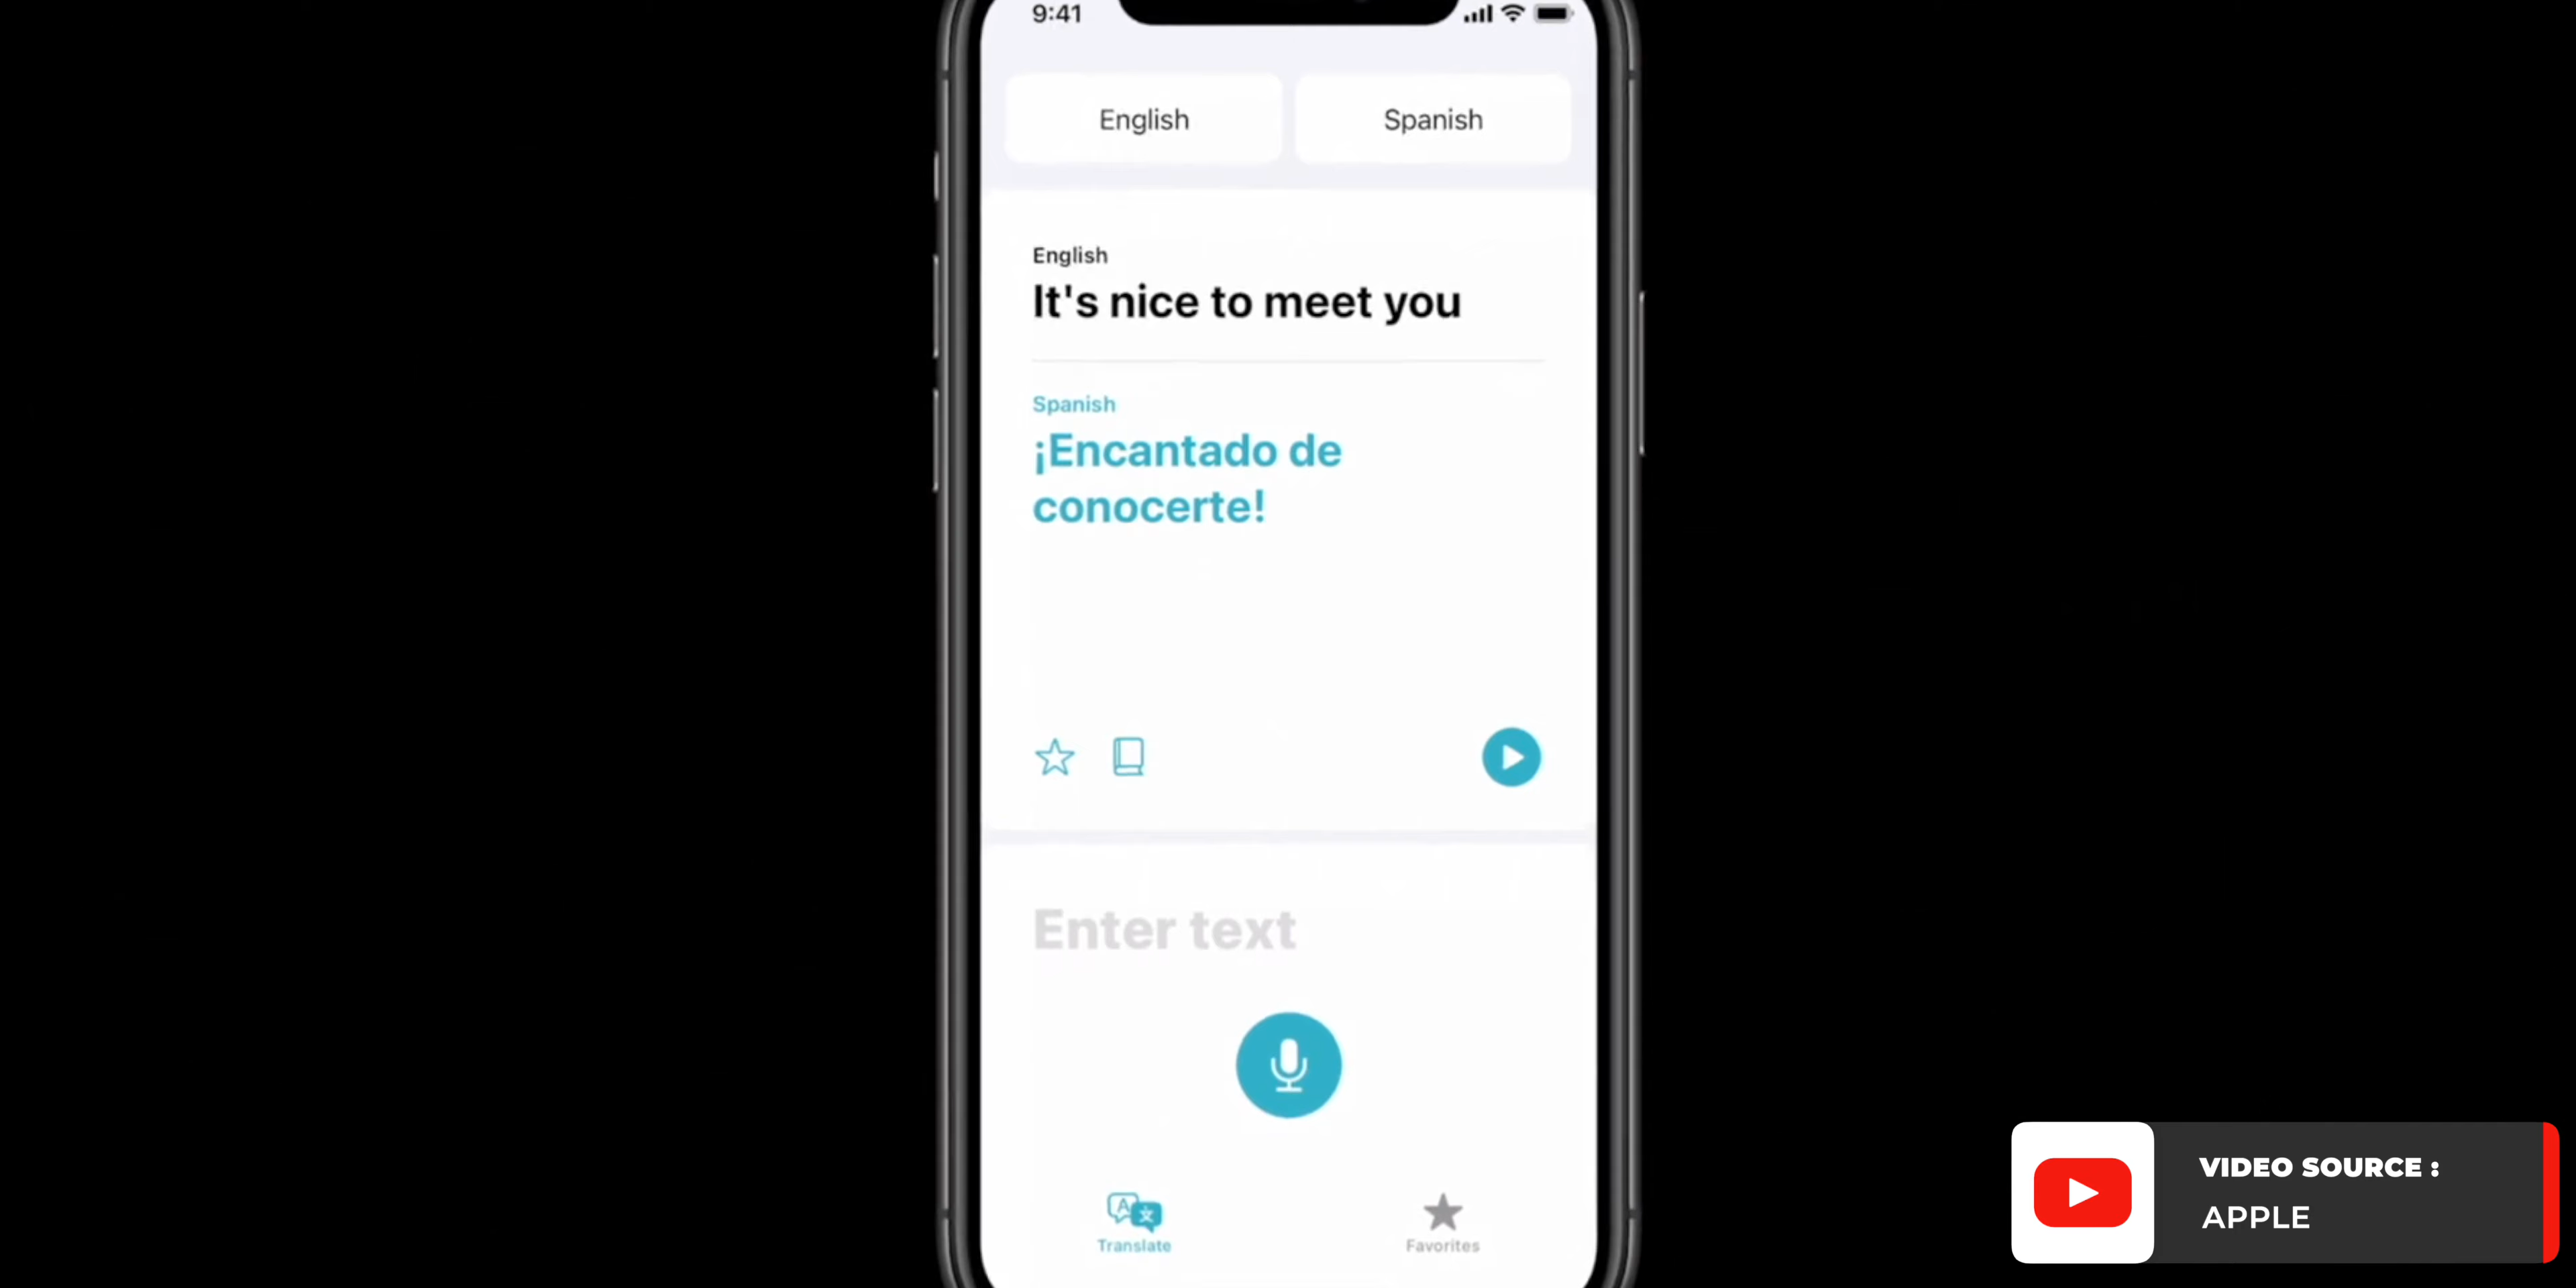 9:41
English
Spanish
English
It's nice to meet you
Spanish
¡Encantado de
conocerte!
Enter text
A 文
Translate
Favorites
VIDEO SOURCE :
APPLE